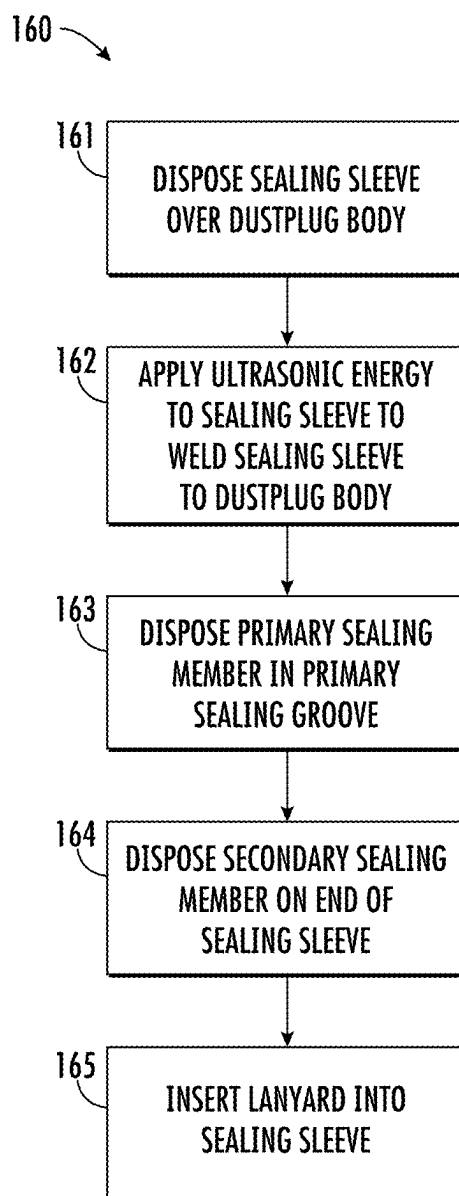 160
161
DISPOSE SEALING SLEEVE
OVER DUSTPLUG BODY
162
APPLY ULTRASONIC ENERGY
TO SEALING SLEEVE TO
WELD SEALING SLEEVE
TO DUSTPLUG BODY
163
DISPOSE PRIMARY SEALING
MEMBER IN PRIMARY
SEALING GROOVE
164
DISPOSE SECONDARY SEALING
MEMBER ON END OF
SEALING SLEEVE
165
INSERT LANYARD INTO
SEALING SLEEVE